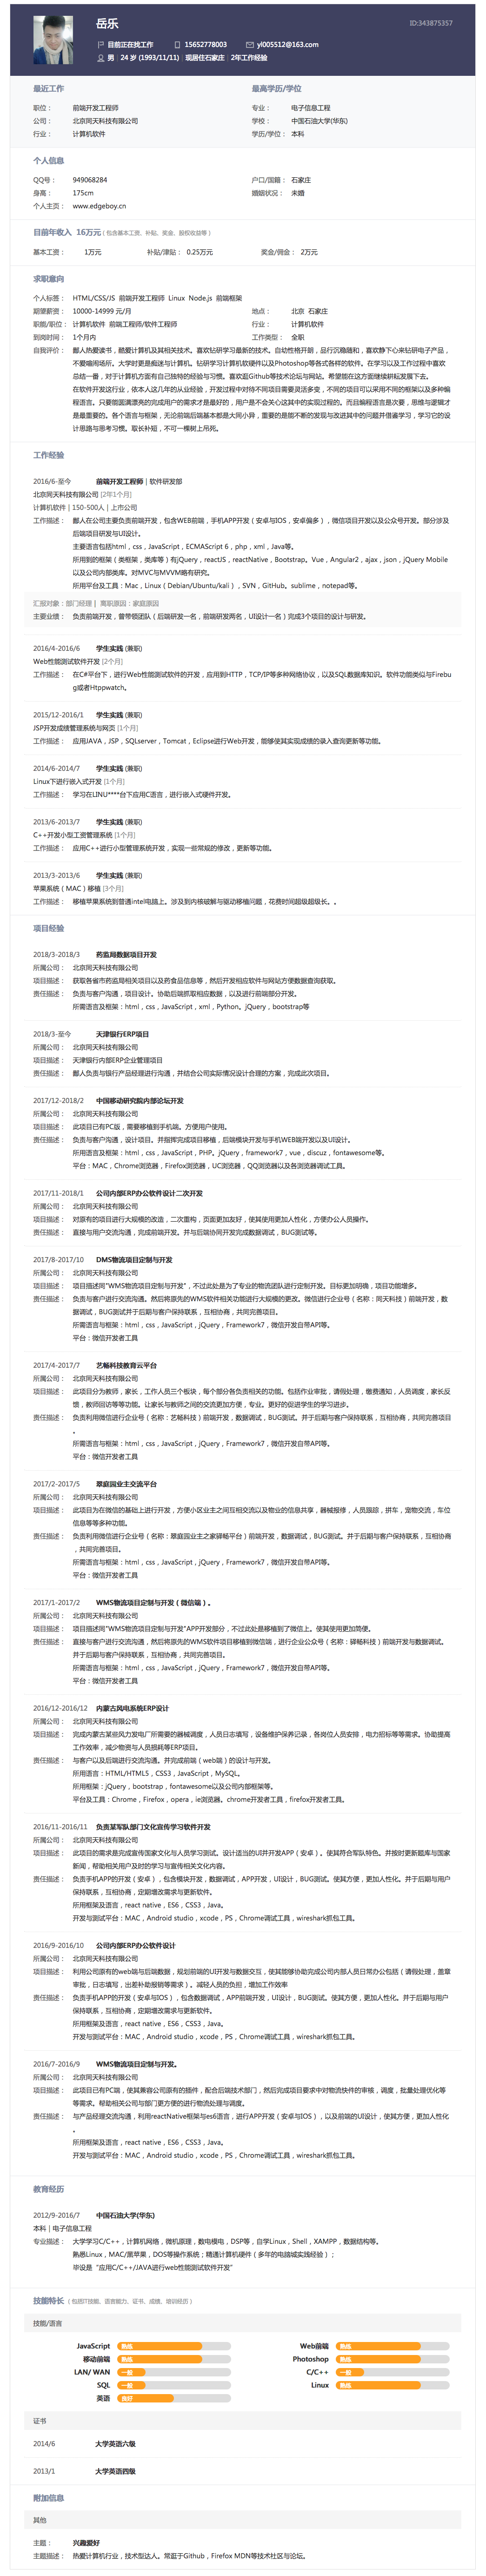 岳乐
ID:343875357
目前正在找工作 15652778003 yl005512@163.com
男 | 24 岁 (1993/11/11) | 现居住石家庄 | 2年工作经验
最近工作 最高学历/学位
职位： 前端开发工程师 专业： 电子信息工程
公司： 北京同天科技有限公司 学校： 中国石油大学(华东)
行业： 计算机软件 学历/学位： 本科
个人信息
QQ号： 949068284 户口/国籍： 石家庄
身高： 175cm 婚姻状况： 未婚
个人主页： www.edgeboy.cn
目前年收入 16万元 (包含基本工资、补贴、奖金、股权收益等)
基本工资： 1万元 补贴/津贴： 0.25万元 奖金/佣金： 2万元
求职意向
个人标签： HTML/CSS/JS 前端开发工程师 Linux Node.js 前端框架
期望薪资： 10000-14999 元/月 地点： 北京 石家庄
职能/职位： 计算机软件 前端工程师/软件工程师 行业： 计算机软件
到岗时间： 1个月内 工作类型： 全职
自我评价： 鄙人热爱读书，酷爱计算机及其相关技术。喜欢钻研学习最新的技术。自幼性格开朗，品行沉稳随和，喜欢静下心来钻研电子产品，
不爱嘈闹场所。大学时更是痴迷与计算机。钻研学习计算机软硬件以及Photoshop等各式各样的软件。在学习以及工作过程中喜欢
总结一番，对于计算机方面有自己独特的经验与习惯。喜欢逛Github等技术论坛与网站。希望能在这方面继续耕耘发展下去。
在软件开发这行业，依本人这几年的从业经验，开发过程中对待不同项目需要灵活多变，不同的项目可以采用不同的框架以及多种编
程语言。只要能圆满漂亮的完成用户的需求才是最好的，用户是不会关心这其中的实现过程的。而且编程语言是次要，思维与逻辑才
是最重要的。各个语言与框架，无论前端后端基本都是大同小异，重要的是能不断的发现与改进其中的问题并借鉴学习，学习它的设
计思路与思考习惯。取长补短，不可一棵树上吊死。
工作经验
2016/6-至今 前端开发工程师 | 软件研发部
北京同天科技有限公司 [2年1个月]
计算机软件 | 150-500人 | 上市公司
工作描述： 鄙人在公司主要负责前端开发，包含WEB前端，手机APP开发（安卓与IOS，安卓偏多），微信项目开发以及公众号开发。部分涉及
后端项目研发与UI设计。
主要语言包括html，css，JavaScript，ECMAScript 6，php，xml，Java等。
所用到的框架（类框架，类库等）有jQuery，reactJS，reactNative，Bootstrap。Vue，Angular2，ajax，json，jQuery Mobile
以及公司内部类库。对MVC与MVVM略有研究。
所用平台及工具：Mac，Linux（Debian/Ubuntu/kali），SVN，GitHub。sublime，notepad等。
汇报对象：部门经理 | 离职原因：家庭原因
主要业绩： 负责前端开发，曾带领团队（后端研发一名，前端研发两名，UI设计一名）完成3个项目的设计与研发。
2016/4-2016/6 学生实践 (兼职)
Web性能测试软件开发 [2个月]
工作描述： 在C#平台下，进行Web性能测试软件的开发，应用到HTTP，TCP/IP等多种网络协议，以及SQL数据库知识。软件功能类似与Firebu
g或者Htppwatch。
2015/12-2016/1 学生实践 (兼职)
JSP开发成绩管理系统与网页 [1个月]
工作描述： 应用JAVA，JSP，SQLserver，Tomcat，Eclipse进行Web开发，能够使其实现成绩的录入查询更新等功能。
2014/6-2014/7 学生实践 (兼职)
Linux下进行嵌入式开发 [1个月]
工作描述： 学习在LINU****台下应用C语言，进行嵌入式硬件开发。
2013/6-2013/7 学生实践 (兼职)
C++开发小型工资管理系统 [1个月]
工作描述： 应用C++进行小型管理系统开发，实现一些常规的修改，更新等功能。
2013/3-2013/6 学生实践 (兼职)
苹果系统（MAC）移植 [3个月]
工作描述： 移植苹果系统到普通intel电脑上。涉及到内核破解与驱动移植问题，花费时间超级超级长。。
项目经验
2018/3-2018/3 药监局数据项目开发
所属公司： 北京同天科技有限公司
项目描述： 获取各省市药监局相关项目以及药食品信息等，然后开发相应软件与网站方便数据查询获取。
责任描述： 负责与客户沟通，项目设计。协助后端抓取相应数据，以及进行前端部分开发。
所需语言及框架：html，css，JavaScript，xml，Python。jQuery，bootstrap等
2018/3-至今 天津银行ERP项目
所属公司： 北京同天科技有限公司
项目描述： 天津银行内部ERP企业管理项目
责任描述： 鄙人负责与银行产品经理进行沟通，并结合公司实际情况设计合理的方案，完成此次项目。
2017/12-2018/2 中国移动研究院内部论坛开发
所属公司： 北京同天科技有限公司
项目描述： 此项目已有PC版，需要移植到手机端。方便用户使用。
责任描述： 负责与客户沟通，设计项目。并指挥完成项目移植，后端模块开发与手机WEB端开发以及UI设计。
所用语言及框架：html，css，JavaScript，PHP。jQuery，framework7，vue，discuz，fontawesome等。
平台：MAC，Chrome浏览器，Firefox浏览器，UC浏览器，QQ浏览器以及各浏览器调试工具。
2017/11-2018/1 公司内部ERP办公软件设计二次开发
所属公司： 北京同天科技有限公司
项目描述： 对原有的项目进行大规模的改造，二次重构，页面更加友好，使其使用更加人性化，方便办公人员操作。
责任描述： 直接与用户交流沟通，完成前端开发。并与后端协同开发完成数据调试，BUG测试等。
2017/8-2017/10 DMS物流项目定制与开发
所属公司： 北京同天科技有限公司
项目描述： 项目描述同“WMS物流项目定制与开发”，不过此处是为了专业的物流团队进行定制开发。目标更加明确，项目功能增多。
责任描述： 负责与客户进行交流沟通。然后将原先的WMS软件相关功能进行大规模的更改。微信进行企业号（名称：同天科技）前端开发，数
据调试，BUG测试并于后期与客户保持联系，互相协商，共同完善项目。
所需语言与框架：html，css，JavaScript，jQuery，Framework7，微信开发自带API等。
平台：微信开发者工具
2017/4-2017/7 艺畅科技教育云平台
所属公司： 北京同天科技有限公司
项目描述： 此项目分为教师，家长，工作人员三个板块，每个部分各负责相关的功能。包括作业审批，请假处理，缴费通知，人员调度，家长反
馈，教师回访等等功能。让家长与教师之间的交流更加方便，专业。更好的促进学生的学习进步。
责任描述： 负责利用微信进行企业号（名称：艺畅科技）前端开发，数据调试，BUG测试。并于后期与客户保持联系，互相协商，共同完善项目
。
所需语言与框架：html，css，JavaScript，jQuery，Framework7，微信开发自带API等。
平台：微信开发者工具
2017/2-2017/5 翠庭园业主交流平台
所属公司： 北京同天科技有限公司
项目描述： 此项目为在微信的基础上进行开发，方便小区业主之间互相交流以及物业的信息共享，器械报修，人员跟踪，拼车，宠物交流，车位
信息等等多种功能。
责任描述： 负责利用微信进行企业号（名称：翠庭园业主之家驿畅平台）前端开发，数据调试，BUG测试。并于后期与客户保持联系，互相协商
，共同完善项目。
所需语言与框架：html，css，JavaScript，jQuery，Framework7，微信开发自带API等。
平台：微信开发者工具
2017/1-2017/2 WMS物流项目定制与开发（微信端）。
所属公司： 北京同天科技有限公司
项目描述： 项目描述同“WMS物流项目定制与开发”APP开发部分，不过此处是移植到了微信上。使其使用更加简便。
责任描述： 直接与客户进行交流沟通，然后将原先的WMS软件项目移植到微信端，进行企业公众号（名称：驿畅科技）前端开发与数据调试。
并于后期与客户保持联系，互相协商，共同完善项目。
所需语言与框架：html，css，JavaScript，jQuery，Framework7，微信开发自带API等。
平台：微信开发者工具
2016/12-2016/12 内蒙古风电系统ERP设计
所属公司： 北京同天科技有限公司
项目描述： 完成内蒙古某些风力发电厂所需要的器械调度，人员日志填写，设备维护保养记录，各岗位人员安排，电力招标等等需求。协助提高
工作效率，减少物资与人员损耗等ERP项目。
责任描述： 与客户以及后端进行交流沟通。并完成前端（web端）的设计与开发。
所用语言：HTML/HTML5，CSS3，JavaScript，MySQL。
所用框架：jQuery，bootstrap，fontawesome以及公司内部框架等。
平台及工具：Chrome，Firefox，opera，ie浏览器。chrome开发者工具，firefox开发者工具。
2016/11-2016/11 负责某军队部门文化宣传学习软件开发
所属公司： 北京同天科技有限公司
项目描述： 此项目的需求是完成宣传国家文化与人员学习测试。设计适当的UI并开发APP（安卓）。使其符合军队特色。并按时更新题库与国家
新闻，帮助相关用户及时的学习与宣传相关文化内容。
责任描述： 负责手机APP的开发（安卓），包含模块开发，数据调试，APP开发，UI设计，BUG测试。使其方便，更加人性化。并于后期与用户
保持联系，互相协商，定期增改需求与更新软件。
所用框架及语言，react native，ES6，CSS3，Java。
开发与测试平台：MAC，Android studio，xcode，PS，Chrome调试工具，wireshark抓包工具。
2016/9-2016/10 公司内部ERP办公软件设计
所属公司： 北京同天科技有限公司
项目描述： 利用公司原有的web端与后端数据，规划前端的UI开发与数据交互，使其能够协助完成公司内部人员日常办公包括（请假处理，盖章
审批，日志填写，出差补助报销等需求）。减轻人员的负担，增加工作效率
责任描述： 负责手机APP的开发（安卓与IOS），包含数据调试，APP前端开发，UI设计，BUG测试。使其方便，更加人性化。并于后期与用户
保持联系，互相协商，定期增改需求与更新软件。
所用框架及语言，react native，ES6，CSS3，Java。
开发与测试平台：MAC，Android studio，xcode，PS，Chrome调试工具，wireshark抓包工具。
2016/7-2016/9 WMS物流项目定制与开发。
所属公司： 北京同天科技有限公司
项目描述： 此项目已有PC端，使其兼容公司原有的插件，配合后端技术部门，然后完成项目要求中对物流快件的审核，调度，批量处理优化等
等需求。帮助相关公司与部门更方便的进行物流处理与调度。
责任描述： 与产品经理交流沟通，利用reactNative框架与es6语言，进行APP开发（安卓与IOS），以及前端的UI设计，使其方便，更加人性化
。
所用框架及语言，react native，ES6，CSS3，Java。
开发与测试平台：MAC，Android studio，xcode，PS，Chrome调试工具，wireshark抓包工具。
教育经历
2012/9-2016/7 中国石油大学(华东)
本科 | 电子信息工程
专业描述： 大学学习C/C++，计算机网络，微机原理，数电模电，DSP等，自学Linux，Shell，XAMPP，数据结构等。
熟悉Linux，MAC/黑苹果，DOS等操作系统；精通计算机硬件（多年的电脑城实践经验）；
毕设是“应用C/C++/JAVA进行web性能测试软件开发”
技能特长 (包括IT技能、语言能力、证书、成绩、培训经历)
技能/语言
JavaScript 熟练 Web前端 熟练
移动前端 熟练 Photoshop 熟练
LAN/ WAN 一般 C/C++ 一般
SQL 一般 Linux 熟练
英语 良好
证书
2014/6 大学英语六级
2013/1 大学英语四级
附加信息
其他
主题： 兴趣爱好
主题描述： 热爱计算机行业，技术型达人。常逛于Github，Firefox MDN等技术社区与论坛。